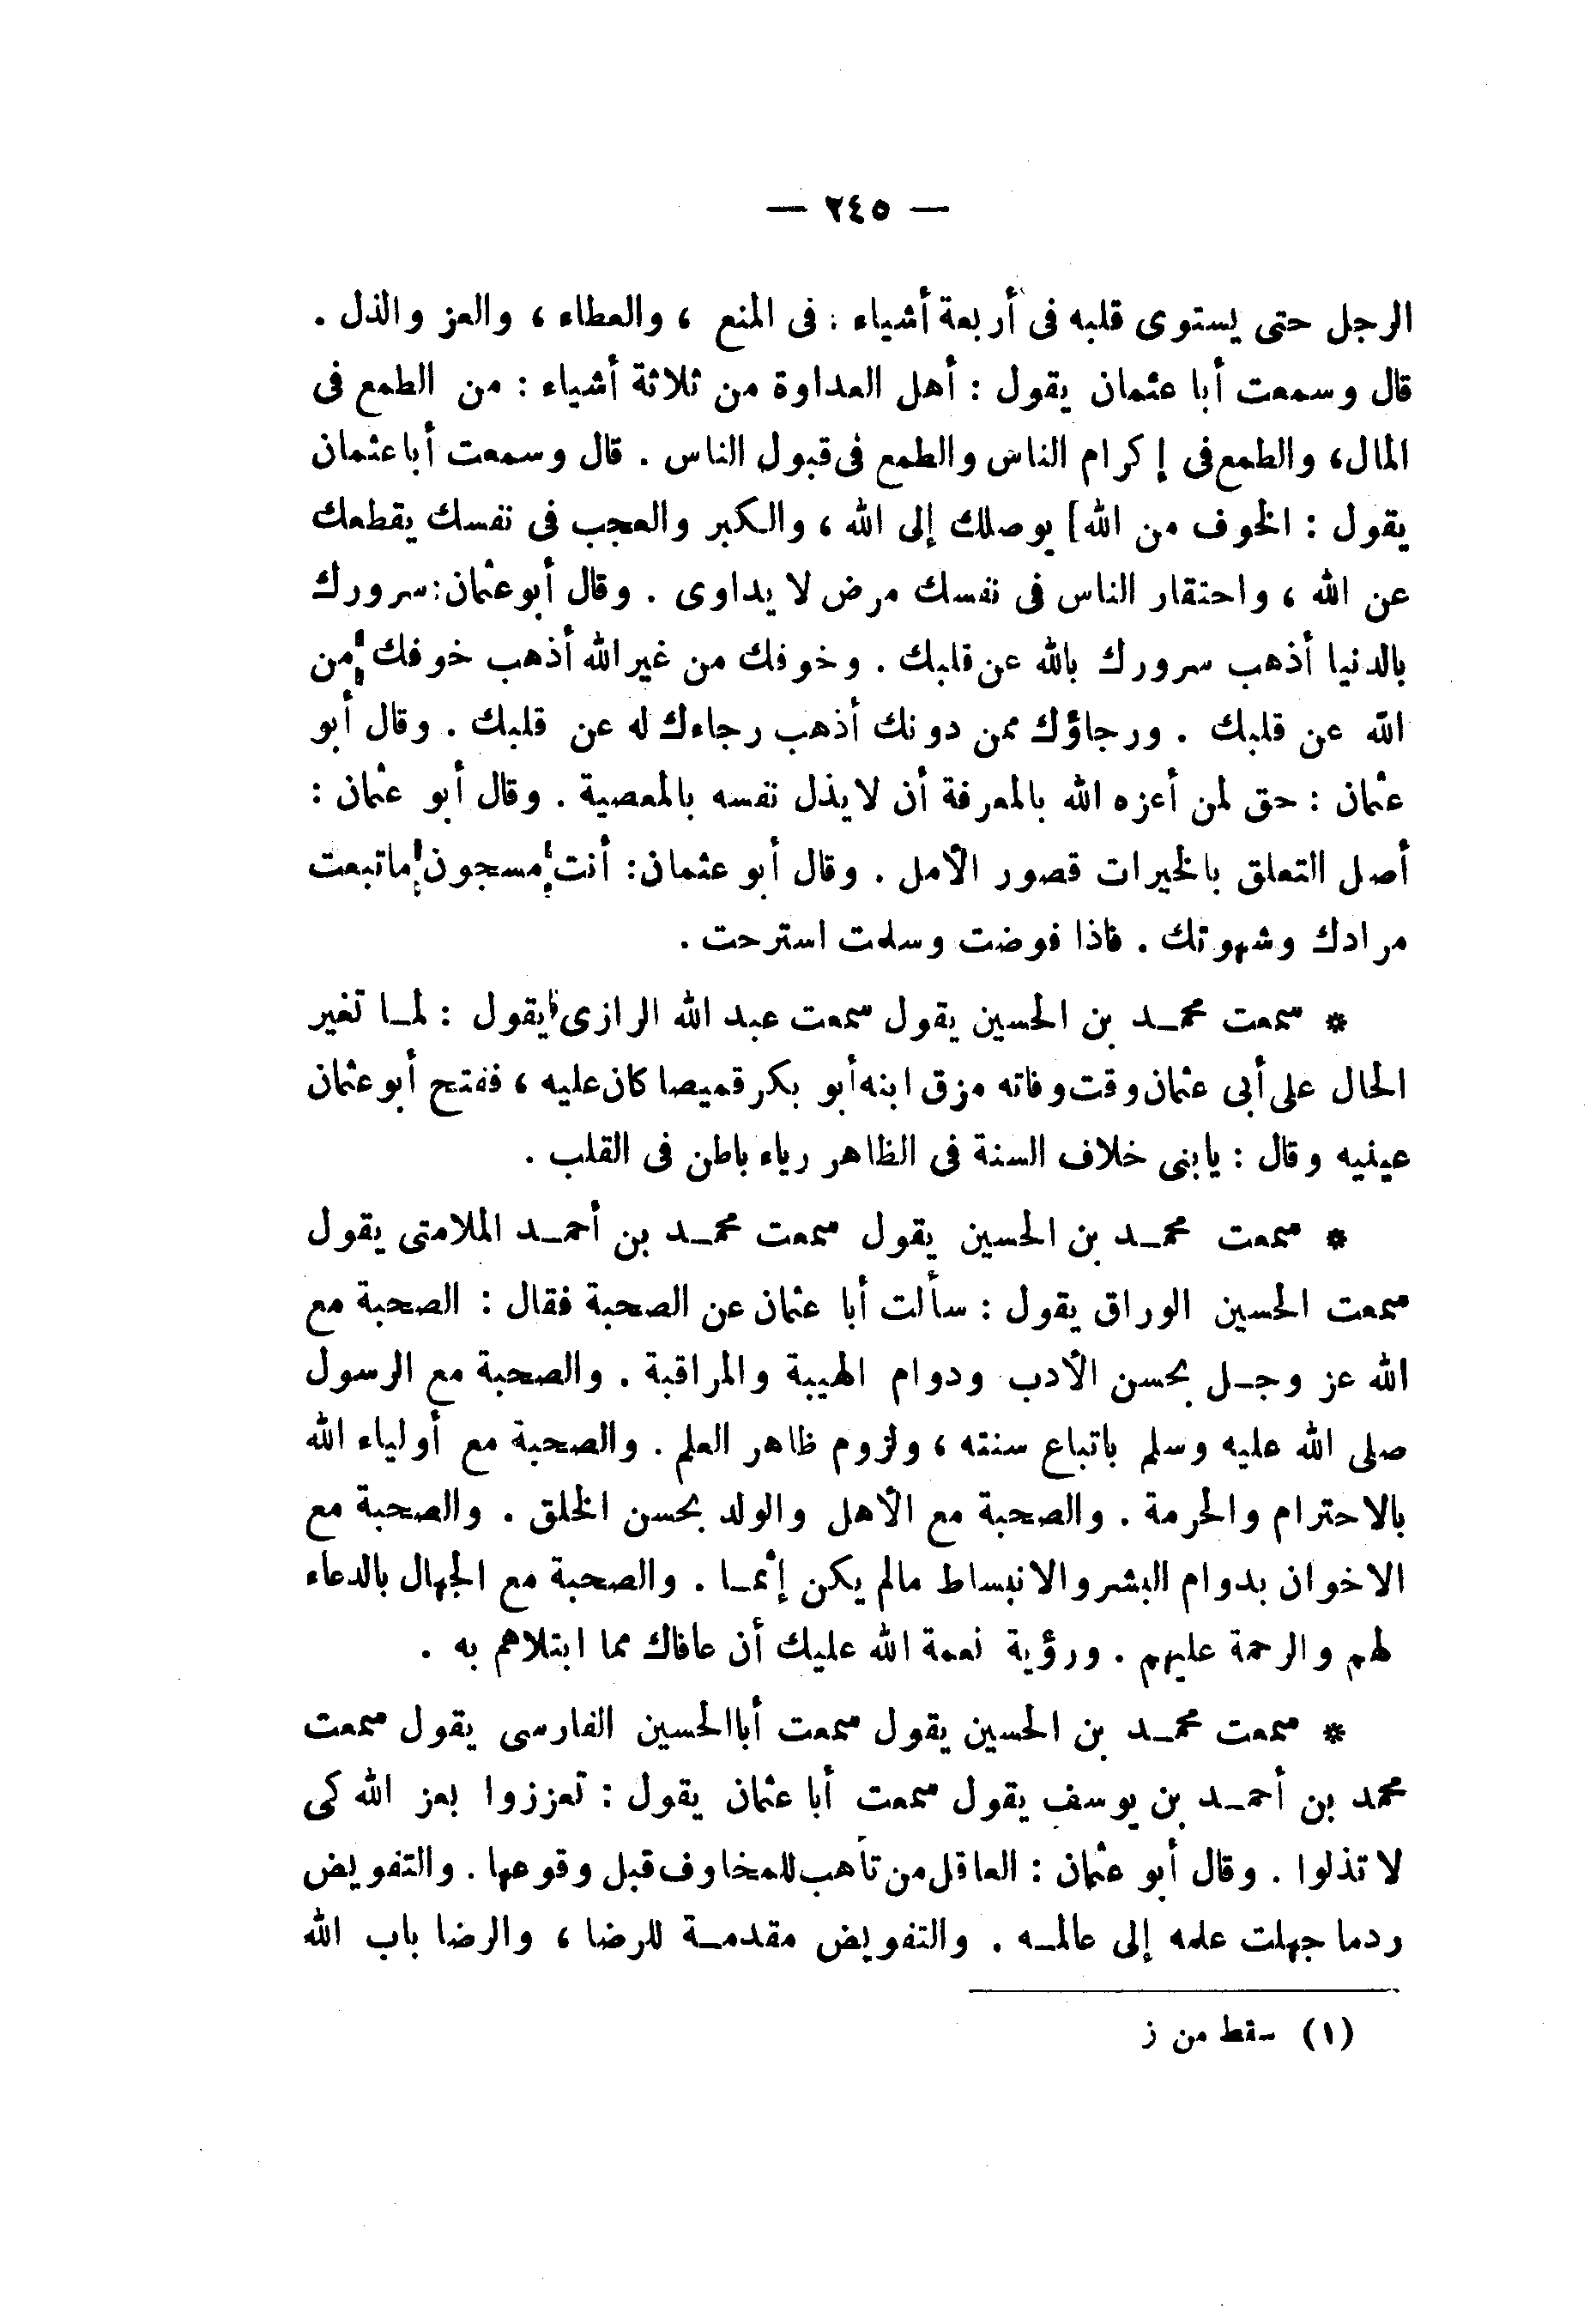 — ٢٤٥ —
الرجل حتى يستوى قلبه فى أربعة أشياء : فى المنع ، والعطاء ، والعز والذل .
قال وسمعت أبا عثمان يقول : أهل العداوة من ثلاثة أشياء : من الطمع فى
المال، والطمع فى إكرام الناس والطمع فى قبول الناس . قال وسمعت أبا عثمان
يقول : الخوف من الله] يوصلك إلى الله ، والكبر والعجب فى نفسك يقطعك
عن الله ، واحتقار الناس فى نفسك مرض لا يداوى . وقال أبو عثمان: سرورك
بالدنيا أذهب سرورك بالله عن قلبك . وخوفك من غير الله أذهب خوفك من
الله عن قلبك . ورجاؤك ممن دونك أذهب رجاءك له عن قلبك . وقال أبو
عثمان : حق لمن أعزه الله بالمعرفة أن لا يذل نفسه بالمعصية . وقال أبو عثمان :
أصل التعلق بالخيرات قصور الأمل . وقال أبو عثمان: أنت مسجون ما تبعت
مرادك وشهوتك . فاذا فوضت وسلمت استرحت .
* سمعت محمد بن الحسين يقول سمعت عبد الله الرازى يقول : لما تغير
الحال على أبى عثمان وقت وفاته مزق ابنه أبو بكر قميصا كان عليه ، ففتح أبو عثمان
عينيه وقال : يا بنى خلاف السنة فى الظاهر رياء باطن فى القلب .
* سمعت محمد بن الحسين يقول سمعت محمد بن أحمد الملامتى يقول
سمعت الحسين الوراق يقول : سألت أبا عثمان عن الصحبة فقال : الصحبة مع
الله عز وجل بحسن الأدب ودوام الهيبة والمراقبة . والصحبة مع الرسول
صلى الله عليه وسلم باتباع سنته ، ولزوم ظاهر العلم . والصحبة مع أولياء الله
بالاحترام والحرمة . والصحبة مع الأهل والولد بحسن الخلق . والصحبة مع
الاخوان بدوام البشر والانبساط مالم يكن إثما . والصحبة مع الجهال بالدعاء
لهم والرحمة عليهم . ورؤية نعمة الله عليك أن عافاك مما ابتلاهم به .
* سمعت محمد بن الحسين يقول سمعت أبا الحسين الفارسى يقول سمعت
محمد بن أحمد بن يوسف يقول سمعت أبا عثمان يقول : تعززوا بعز الله كى
لا تذلوا . وقال أبو عثمان : العاقل من تأهب للمخاوف قبل وقوعها . والتفويض
ردما جهلت علمه إلى عالمه . والتفويض مقدمة للرضا ، والرضا باب الله
(١) سقط من ز